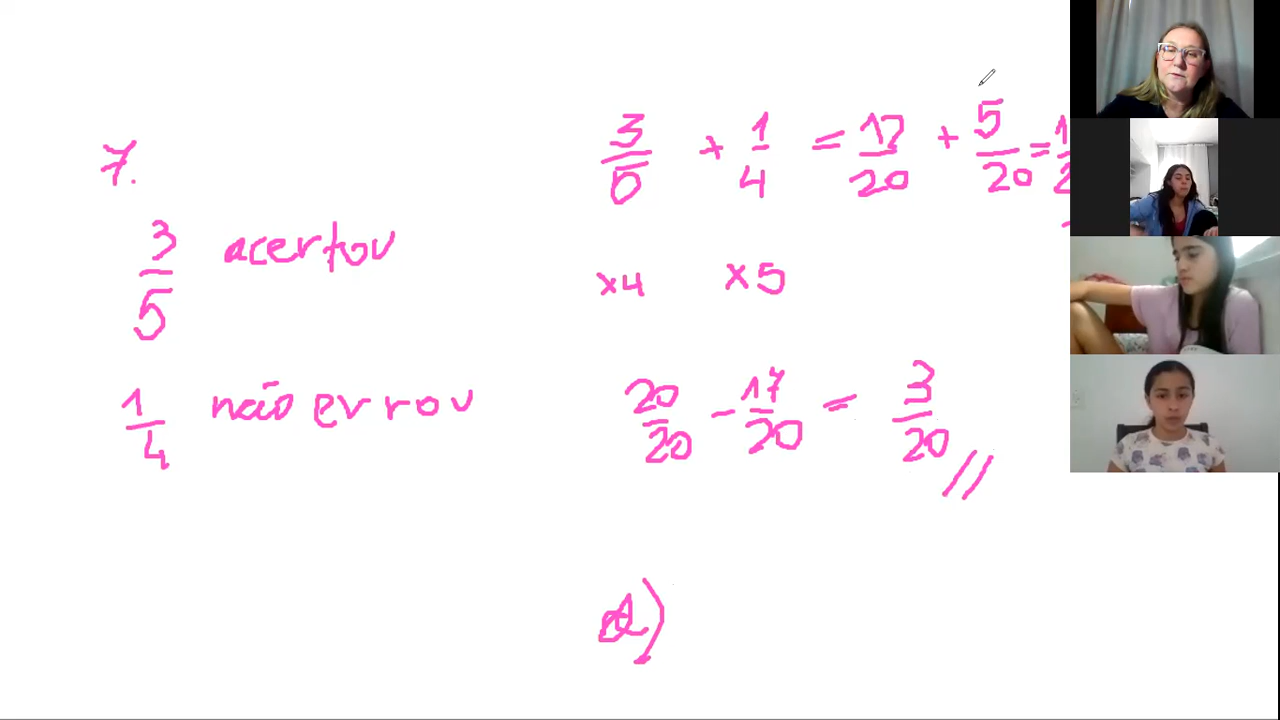 7.
3/5 acertou
1/4 não errou
3/5 + 1/4 = 12/20 + 5/20 = 1
×4 ×5
20/20 - 17/20 = 3/20 //